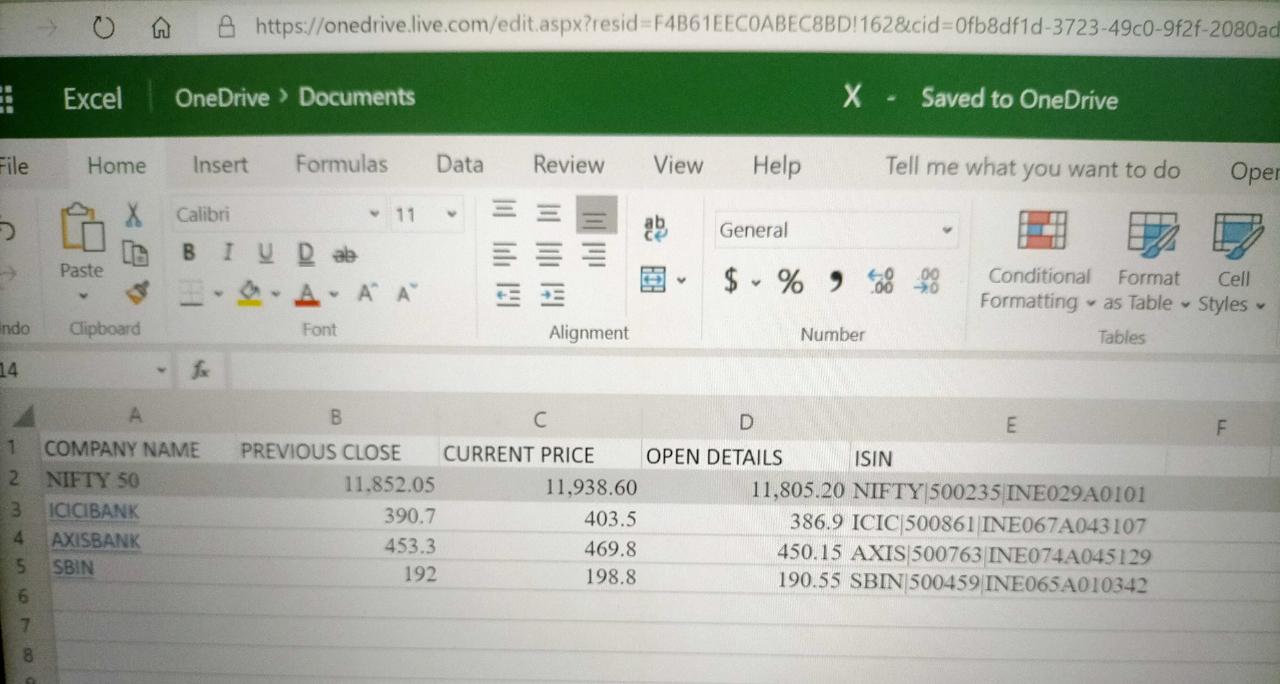 https://onedrive.live.com/edit.aspx?resid=F4B61EEC0ABEC8BD!162&cid=0fb8df1d-3723-49c0-9f2f-2080ad
Excel OneDrive > Documents X - Saved to OneDrive
File Home Insert Formulas Data Review View Help Tell me what you want to do Open
Calibri 11 General
ab
B I U D ab $ % , .00 .00
Paste A A A Conditional Format Cell
Formatting as Table Styles
Undo Clipboard Font Alignment Number Tables
14 fx
A B C D E F
1 COMPANY NAME PREVIOUS CLOSE CURRENT PRICE OPEN DETAILS ISIN
2 NIFTY 50 11,852.05 11,938.60 11,805.20 NIFTY|500235|INE029A0101
3 ICICIBANK 390.7 403.5 386.9 ICIC|500861|INE067A043107
4 AXISBANK 453.3 469.8 450.15 AXIS|500763|INE074A045129
5 SBIN 192 198.8 190.55 SBIN|500459|INE065A010342
6
7
8